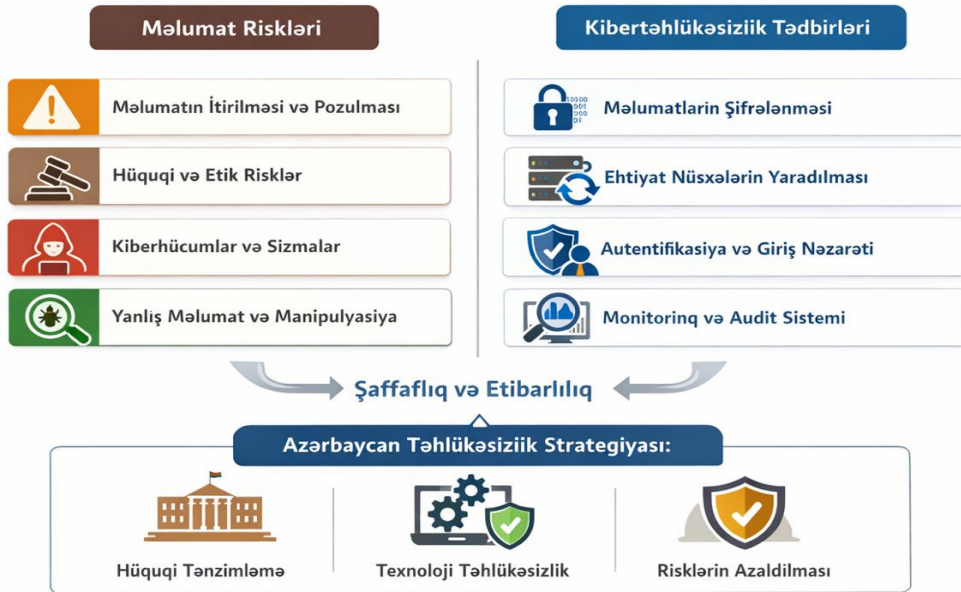 Məlumat Riskləri
Məlumatın İtirilməsi və Pozulması
Hüquqi və Etik Risklər
Kiberhücumlar və Sizmalar
Yanlış Məlumat və Manipulyasiya
Kibertəhlükəsizlik Tədbirləri
Məlumatların Şifrələnməsi
Ehtiyat Nüsxələrin Yaradılması
Autentifikasiya və Giriş Nəzarəti
Monitorinq və Audit Sistemi
Şaffaflıq və Etibarlılıq
Azərbaycan Təhlükəsizlik Strategiyası:
Hüquqi Tənzimləmə
Texnoloji Təhlükəsizlik
Risklərin Azaldılması